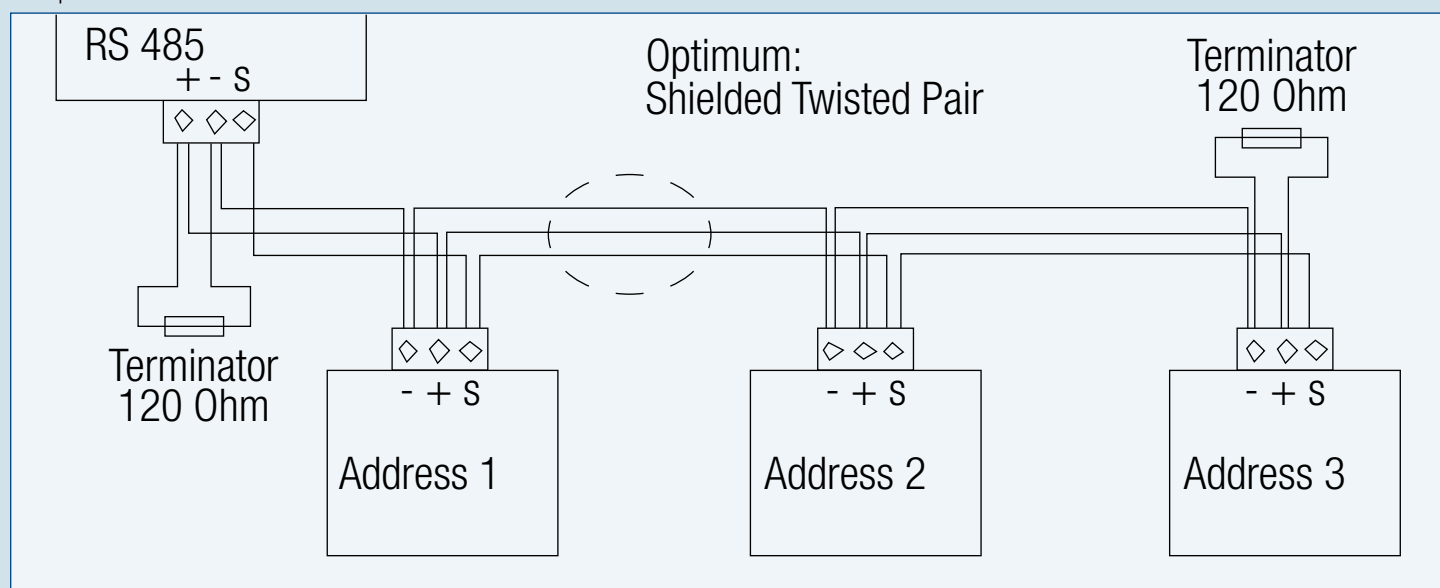 RS 485
+ - S
Optimum:
Shielded Twisted Pair
Terminator
120 Ohm
Terminator
120 Ohm
- + S
Address 1
- + S
Address 2
- + S
Address 3